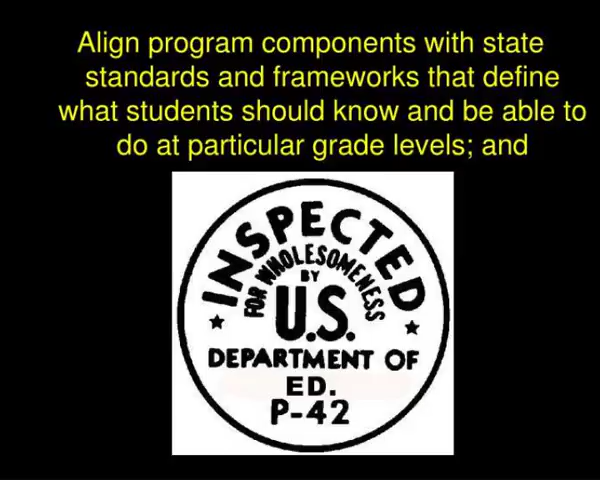 Align program components with state
standards and frameworks that define
what students should know and be able to
do at particular grade levels; and
INSPECTED
FOR WHOLESOMENESS
BY
U.S.
DEPARTMENT OF
ED.
P-42